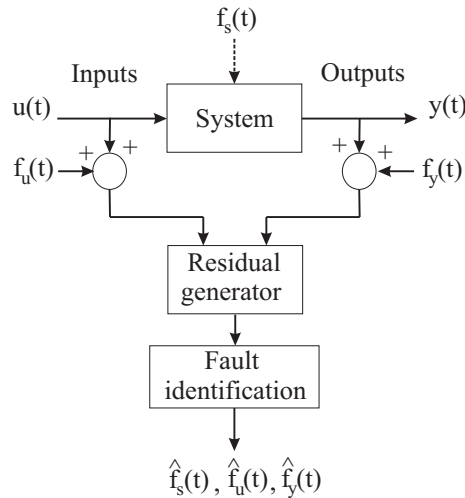 f_s(t)
Inputs
Outputs
u(t)
System
y(t)
+ +
+ +
f_u(t)
f_y(t)
Residual
generator
Fault
identification
f̂_s(t) , f̂_u(t), f̂_y(t)